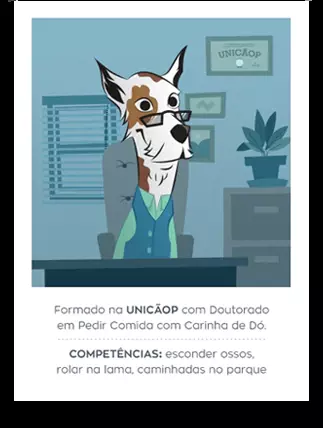 UNICÃOP
Formado na UNICÃOP com Doutorado
em Pedir Comida com Carinha de Dó.
COMPETÊNCIAS: esconder ossos,
rolar na lama, caminhadas no parque